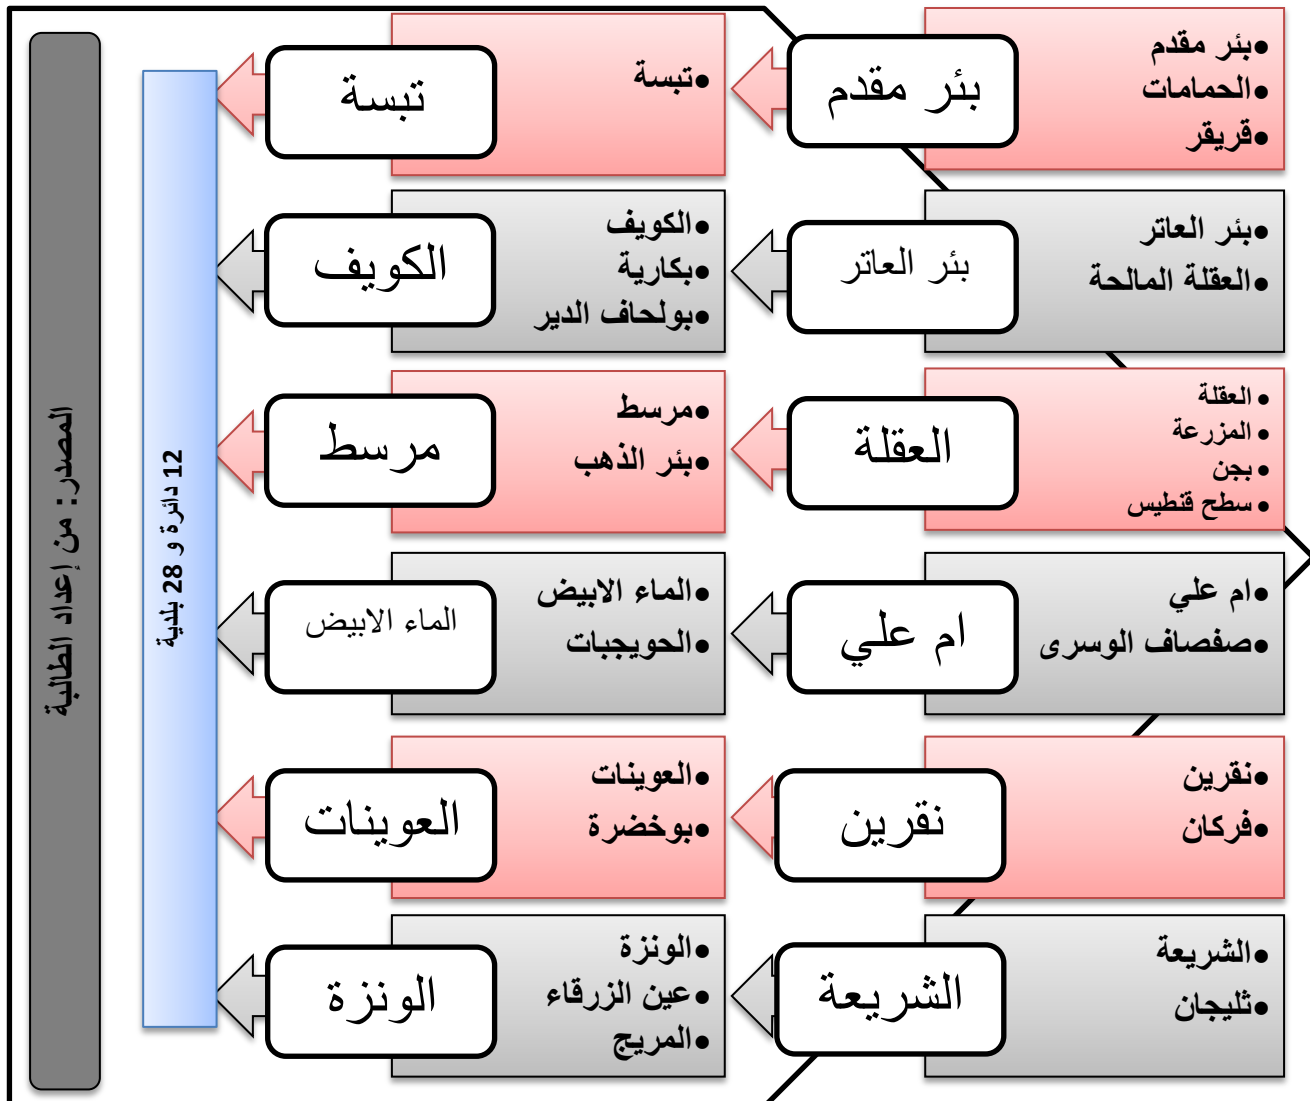 بئر مقدم
الحمامات
قريقر
بئر مقدم
تبسة
تبسة
بئر العاتر
العقلة المالحة
بئر العاتر
الكويف
بكارية
بولحاف الدير
الكويف
العقلة
المزرعة
بجن
سطح قنطيس
العقلة
مرسط
بئر الذهب
مرسط
ام علي
صفصاف الوسرى
ام علي
الماء الابيض
الحويجبات
الماء الابيض
نقرين
فركان
نقرين
العوينات
بوخضرة
العوينات
الشريعة
ثليجان
الشريعة
الونزة
عين الزرقاء
المريج
الونزة
12 دائرة و 28 بلدية
المصدر: من إعداد الطالبة